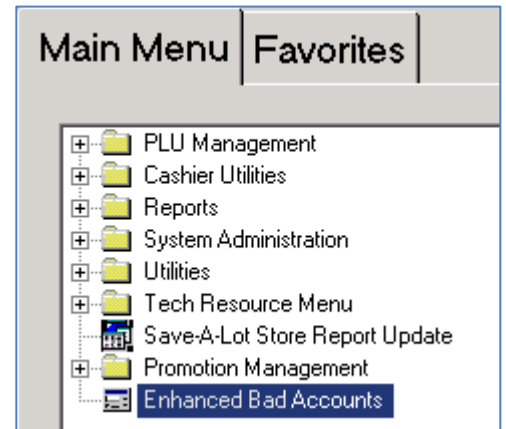 Main Menu Favorites
PLU Management
Cashier Utilities
Reports
System Administration
Utilities
Tech Resource Menu
Save-A-Lot Store Report Update
Promotion Management
Enhanced Bad Accounts